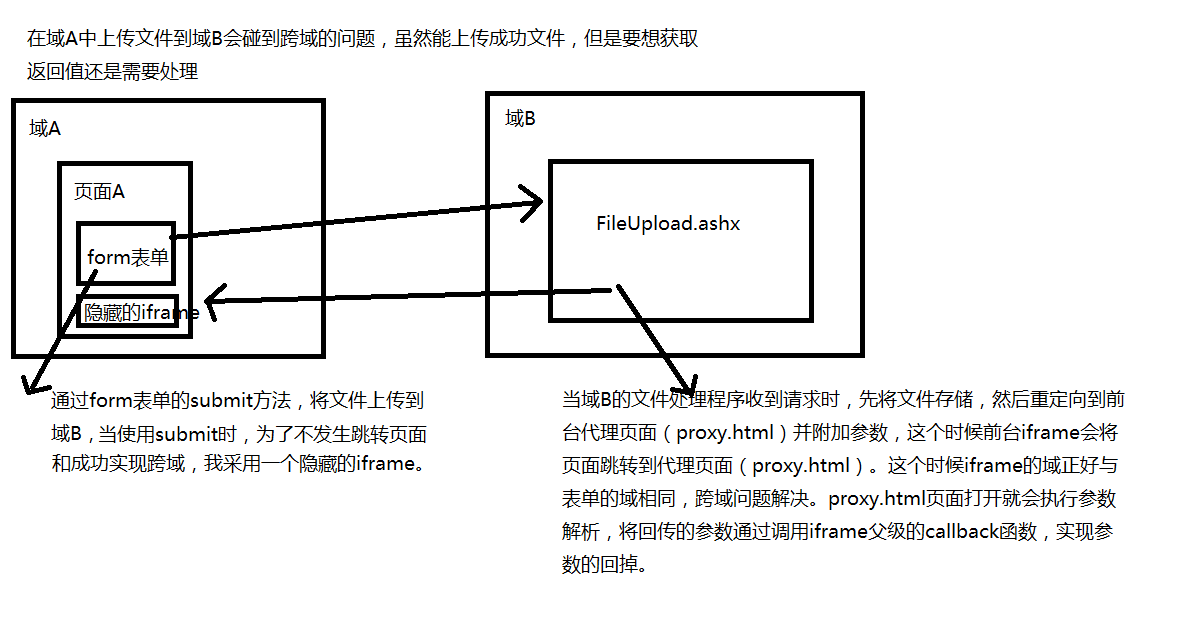 在域A中上传文件到域B会碰到跨域的问题，虽然能上传成功文件，但是要想获取
返回值还是需要处理
域A
页面A
form表单
隐藏的iframe
域B
FileUpload.ashx
通过form表单的submit方法，将文件上传到
域B，当使用submit时，为了不发生跳转页面
和成功实现跨域，我采用一个隐藏的iframe。
当域B的文件处理程序收到请求时，先将文件存储，然后重定向到前
台代理页面（proxy.html）并附加参数，这个时候前台iframe会将
页面跳转到代理页面（proxy.html）。这个时候iframe的域正好与
表单的域相同，跨域问题解决。proxy.html页面打开就会执行参数
解析，将回传的参数通过调用iframe父级的callback函数，实现参
数的回掉。